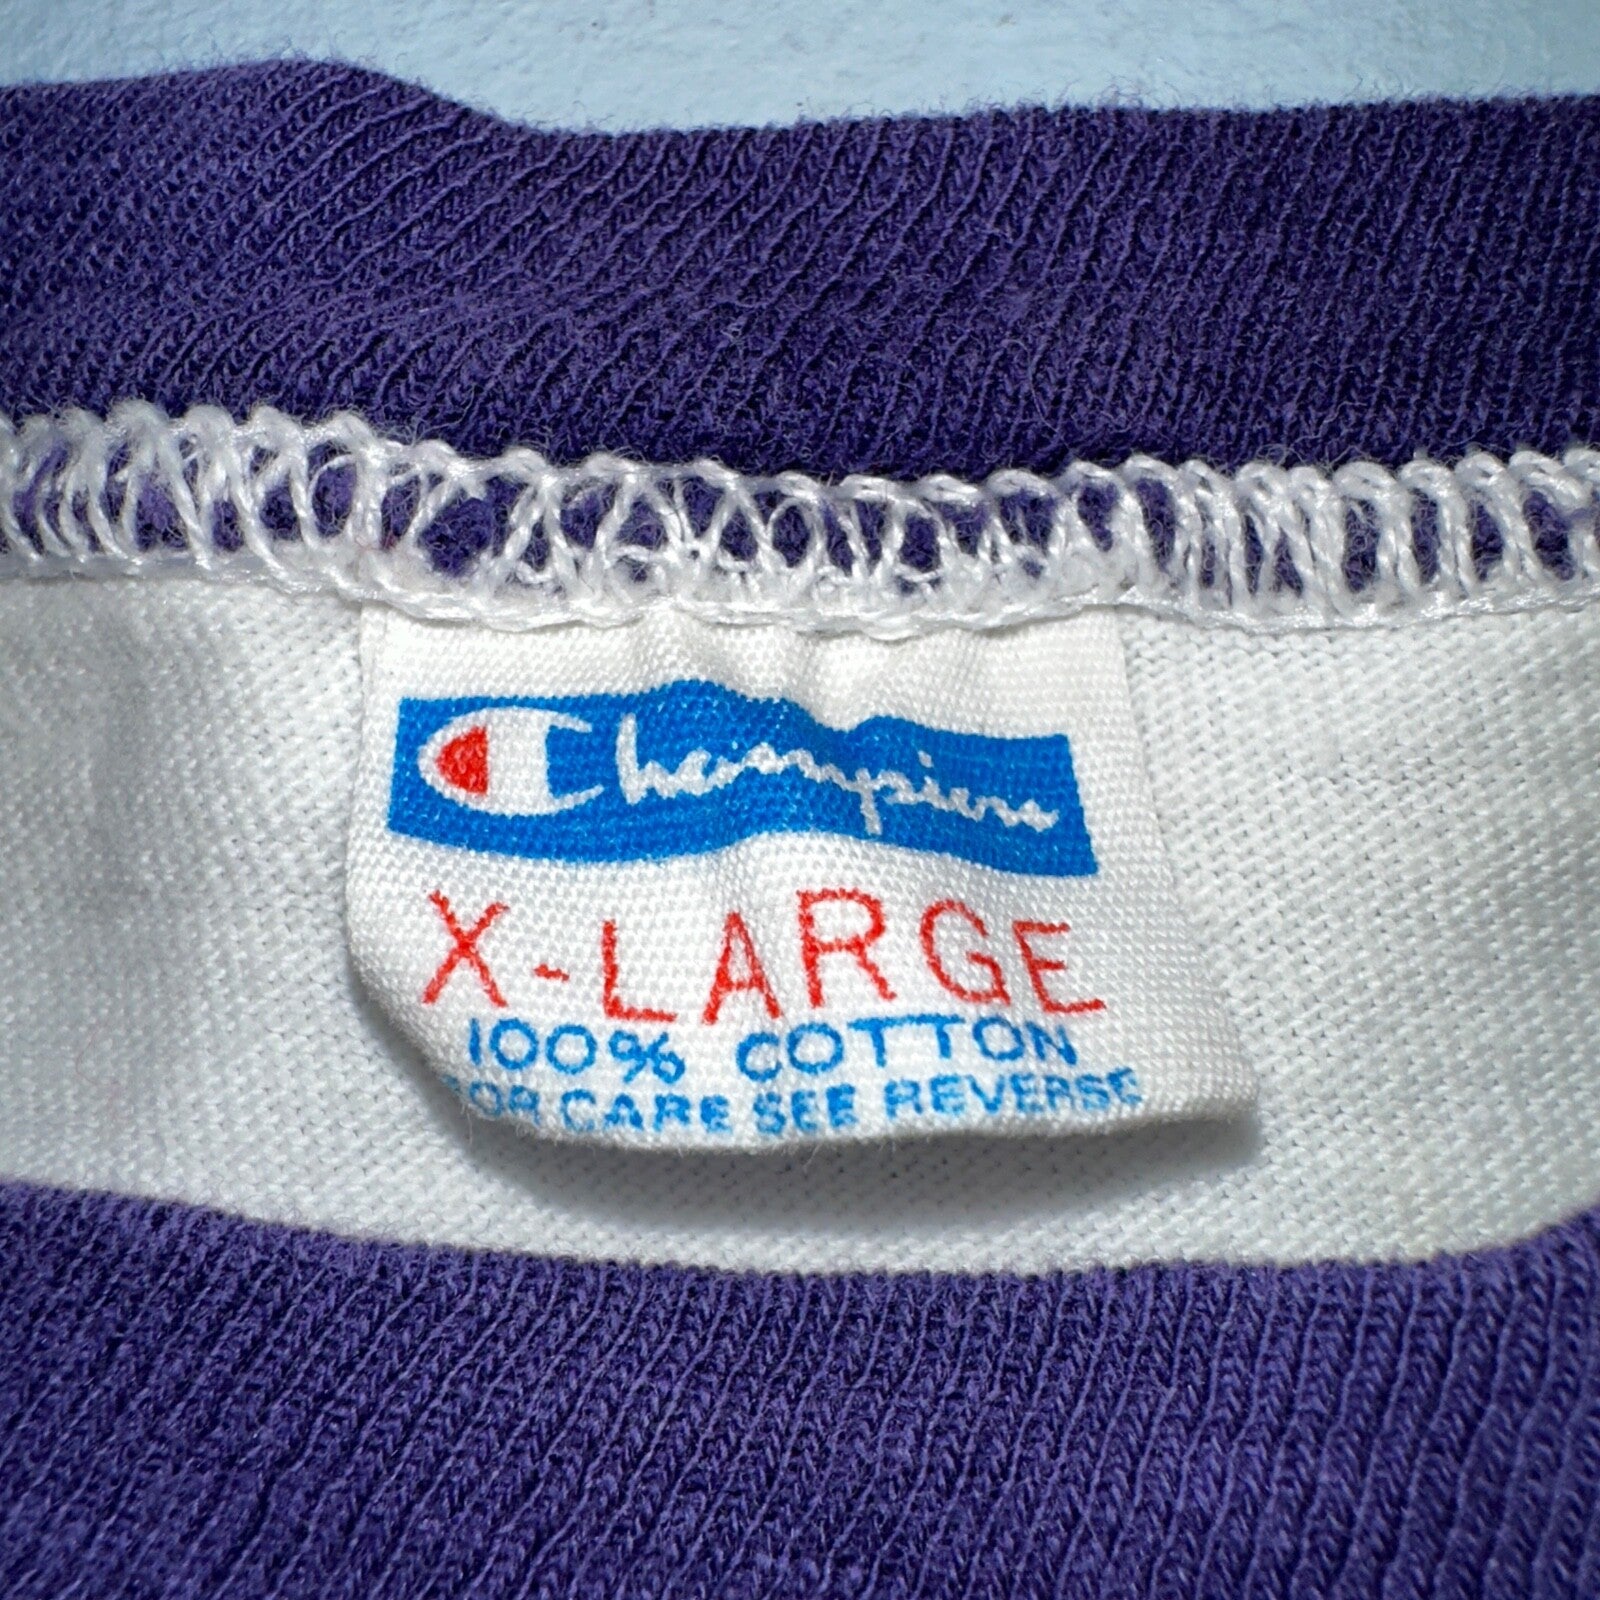 Champion
X-LARGE
100% COTTON
FOR CARE SEE REVERSE